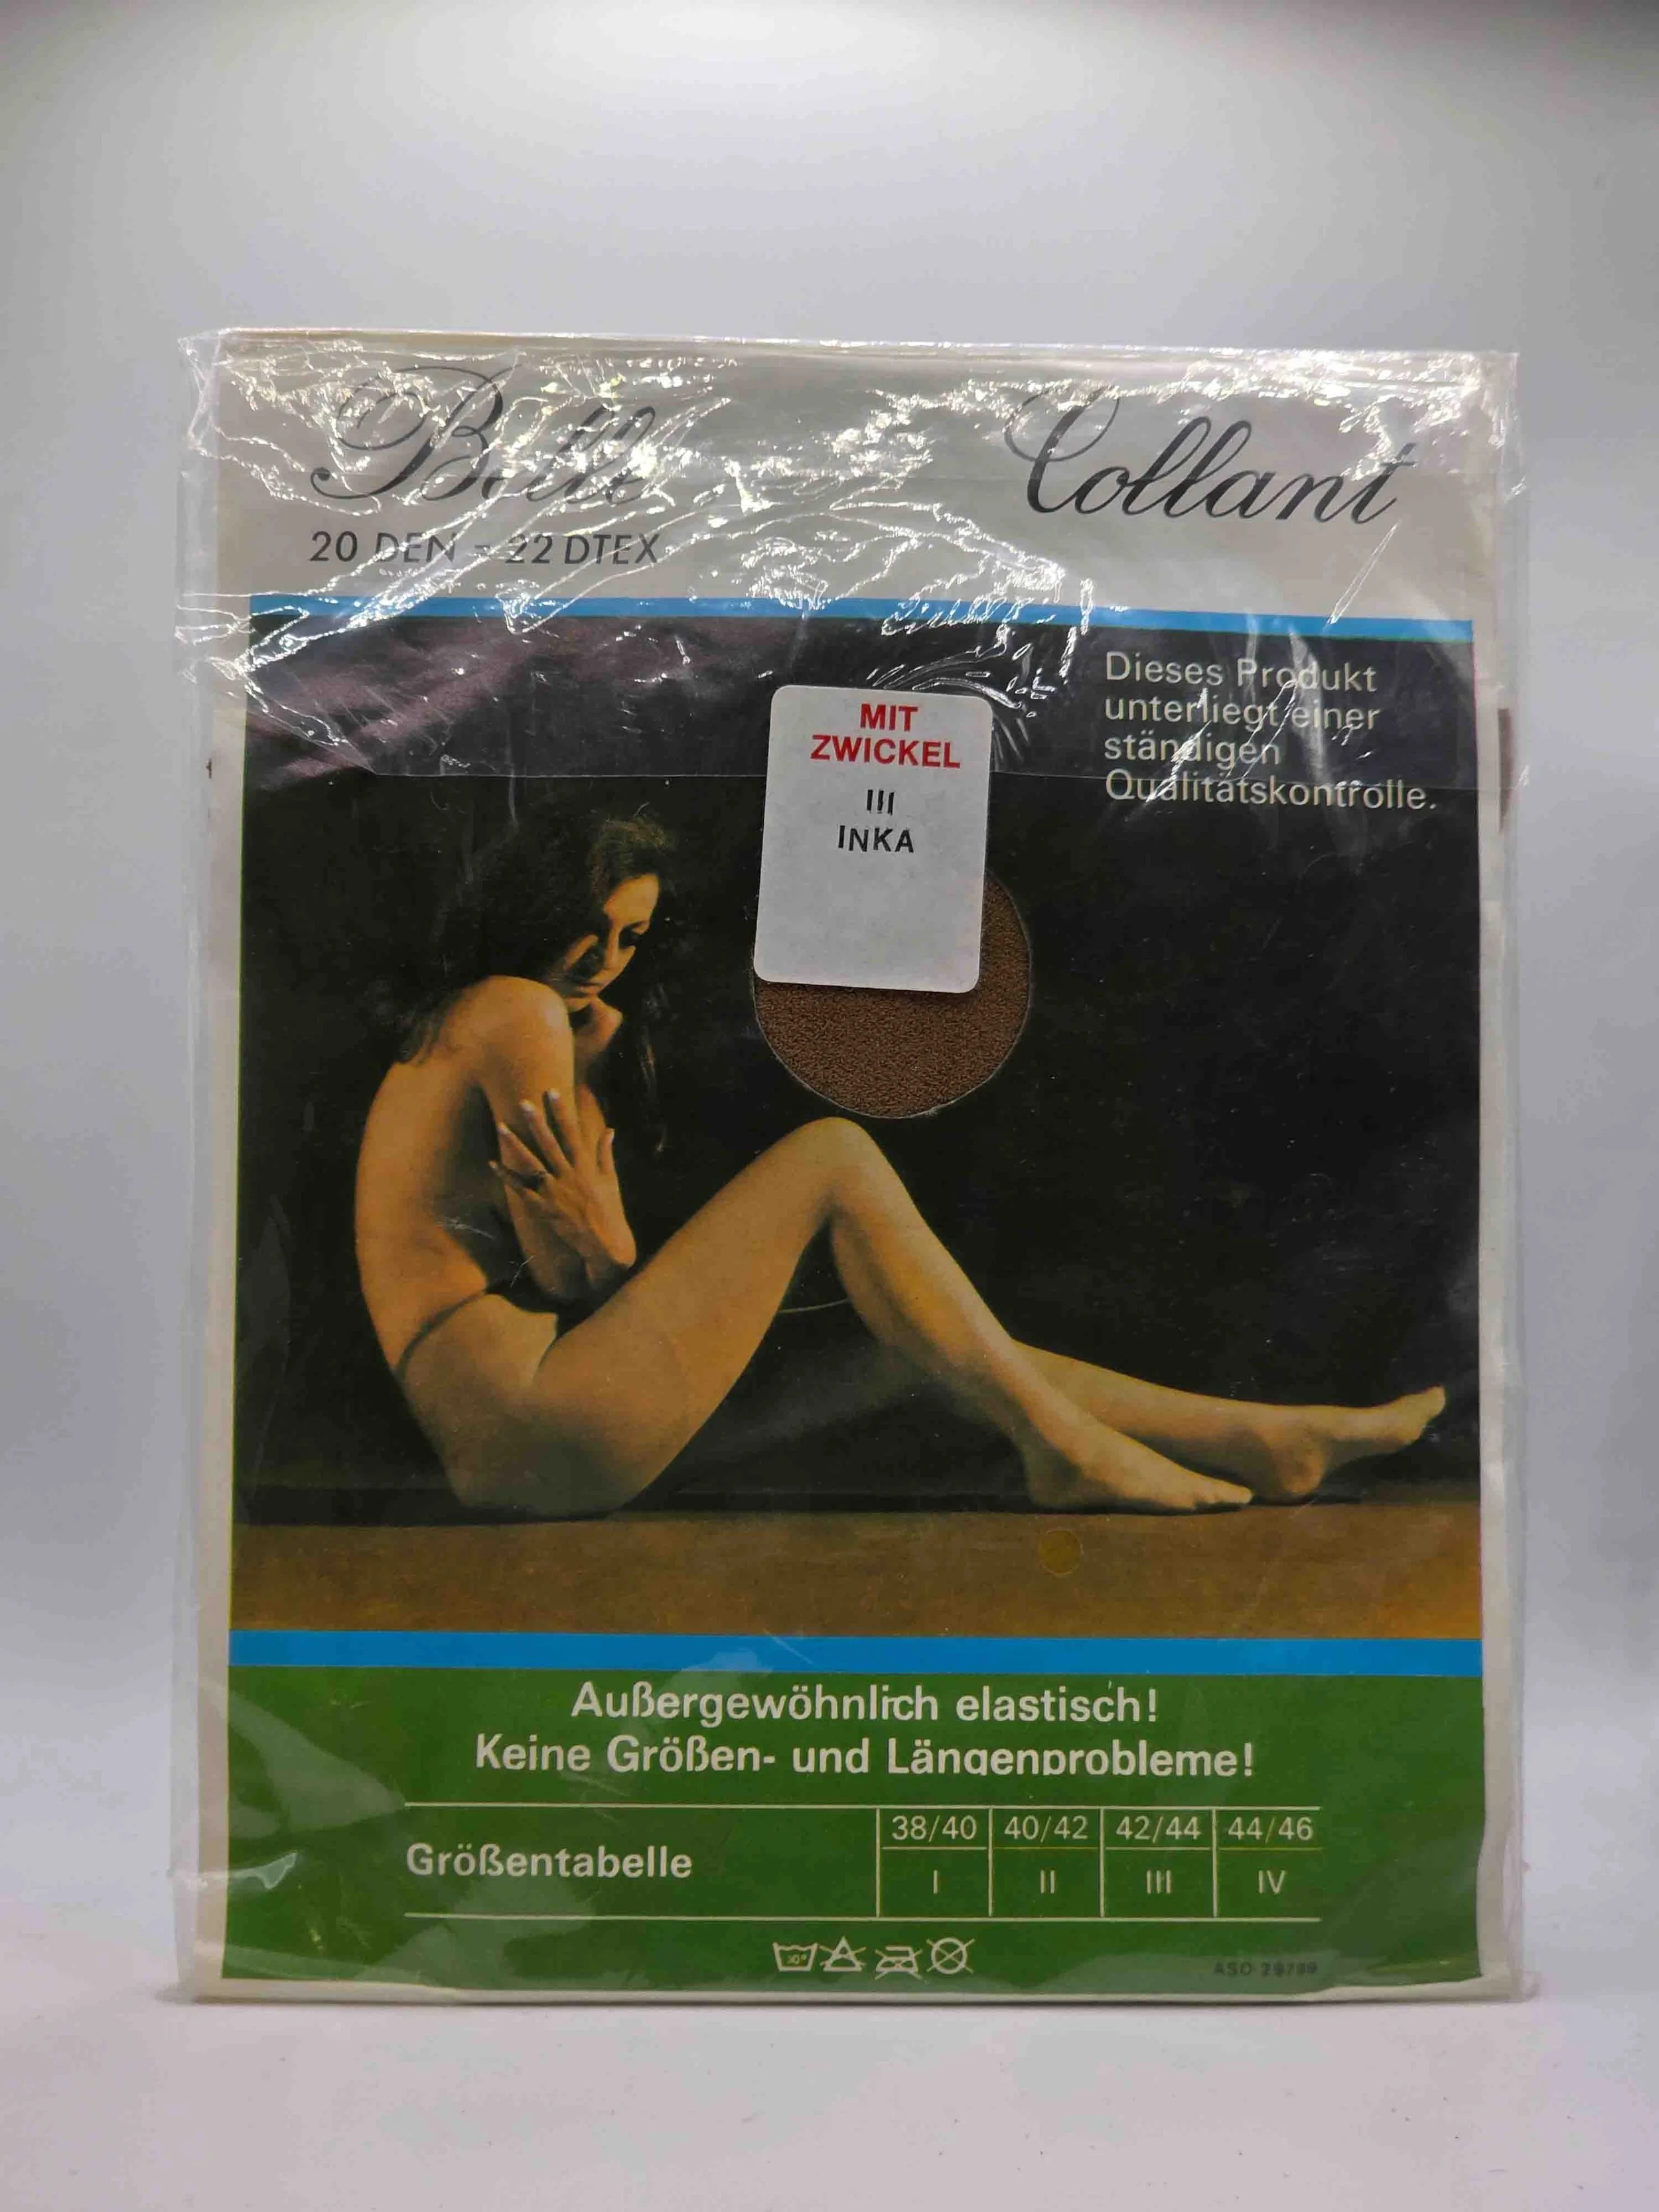 Belle Collant
20 DEN = 22 DTEX
Dieses Produkt
unterliegt einer
ständigen
Qualitätskontrolle.
MIT
ZWICKEL
III
INKA
Außergewöhnlich elastisch!
Keine Größen- und Längenprobleme!
Größentabelle
38/40 40/42 42/44 44/46
I II III IV
30°